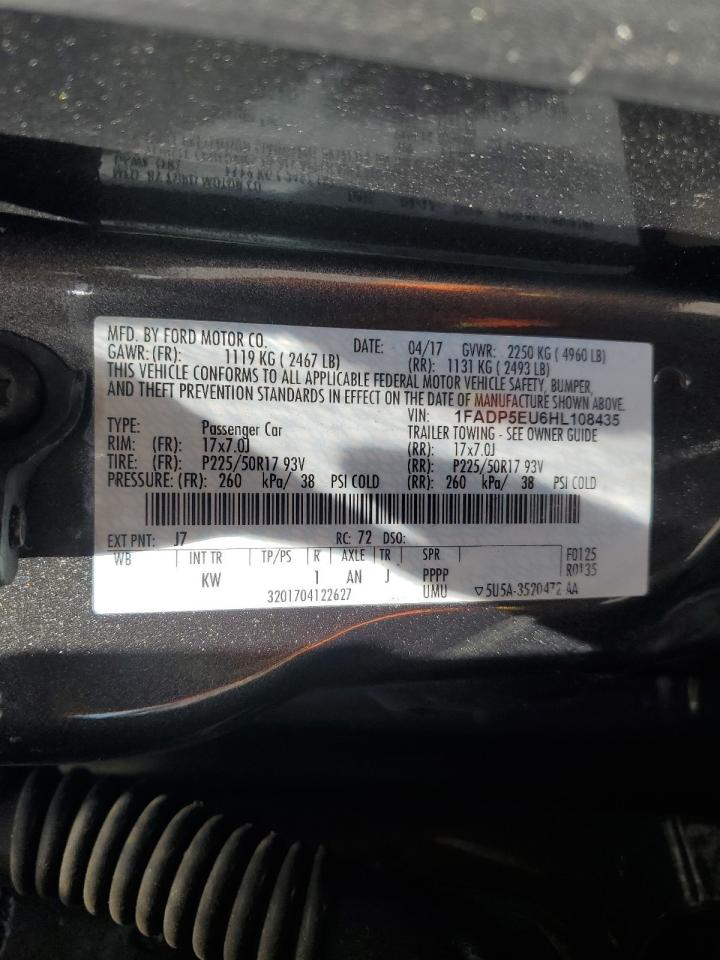 MFD. BY FORD MOTOR CO.
DATE: 04/17 GVWR: 2250 KG ( 4960 LB)
GAWR: (FR): 1119 KG ( 2467 LB) (RR): 1131 KG ( 2493 LB)
THIS VEHICLE CONFORMS TO ALL APPLICABLE FEDERAL MOTOR VEHICLE SAFETY, BUMPER,
AND THEFT PREVENTION STANDARDS IN EFFECT ON THE DATE OF MANUFACTURE SHOWN ABOVE.
VIN: 1FADP5EU6HL108435
TYPE: Passenger Car TRAILER TOWING - SEE OWNER GUIDE
RIM: (FR): 17x7.0J (RR): 17x7.0J
TIRE: (FR): P225/50R17 93V (RR): P225/50R17 93V
PRESSURE: (FR): 260 kPa/ 38 PSI COLD (RR): 260 kPa/ 38 PSI COLD
EXT PNT: J7 RC: 72 DSO:
WB INT TR TP/PS R AXLE TR SPR F0125
R0135
KW 1 AN J PPPP
3201704122627 UMU ▽5U5A-3520472 AA